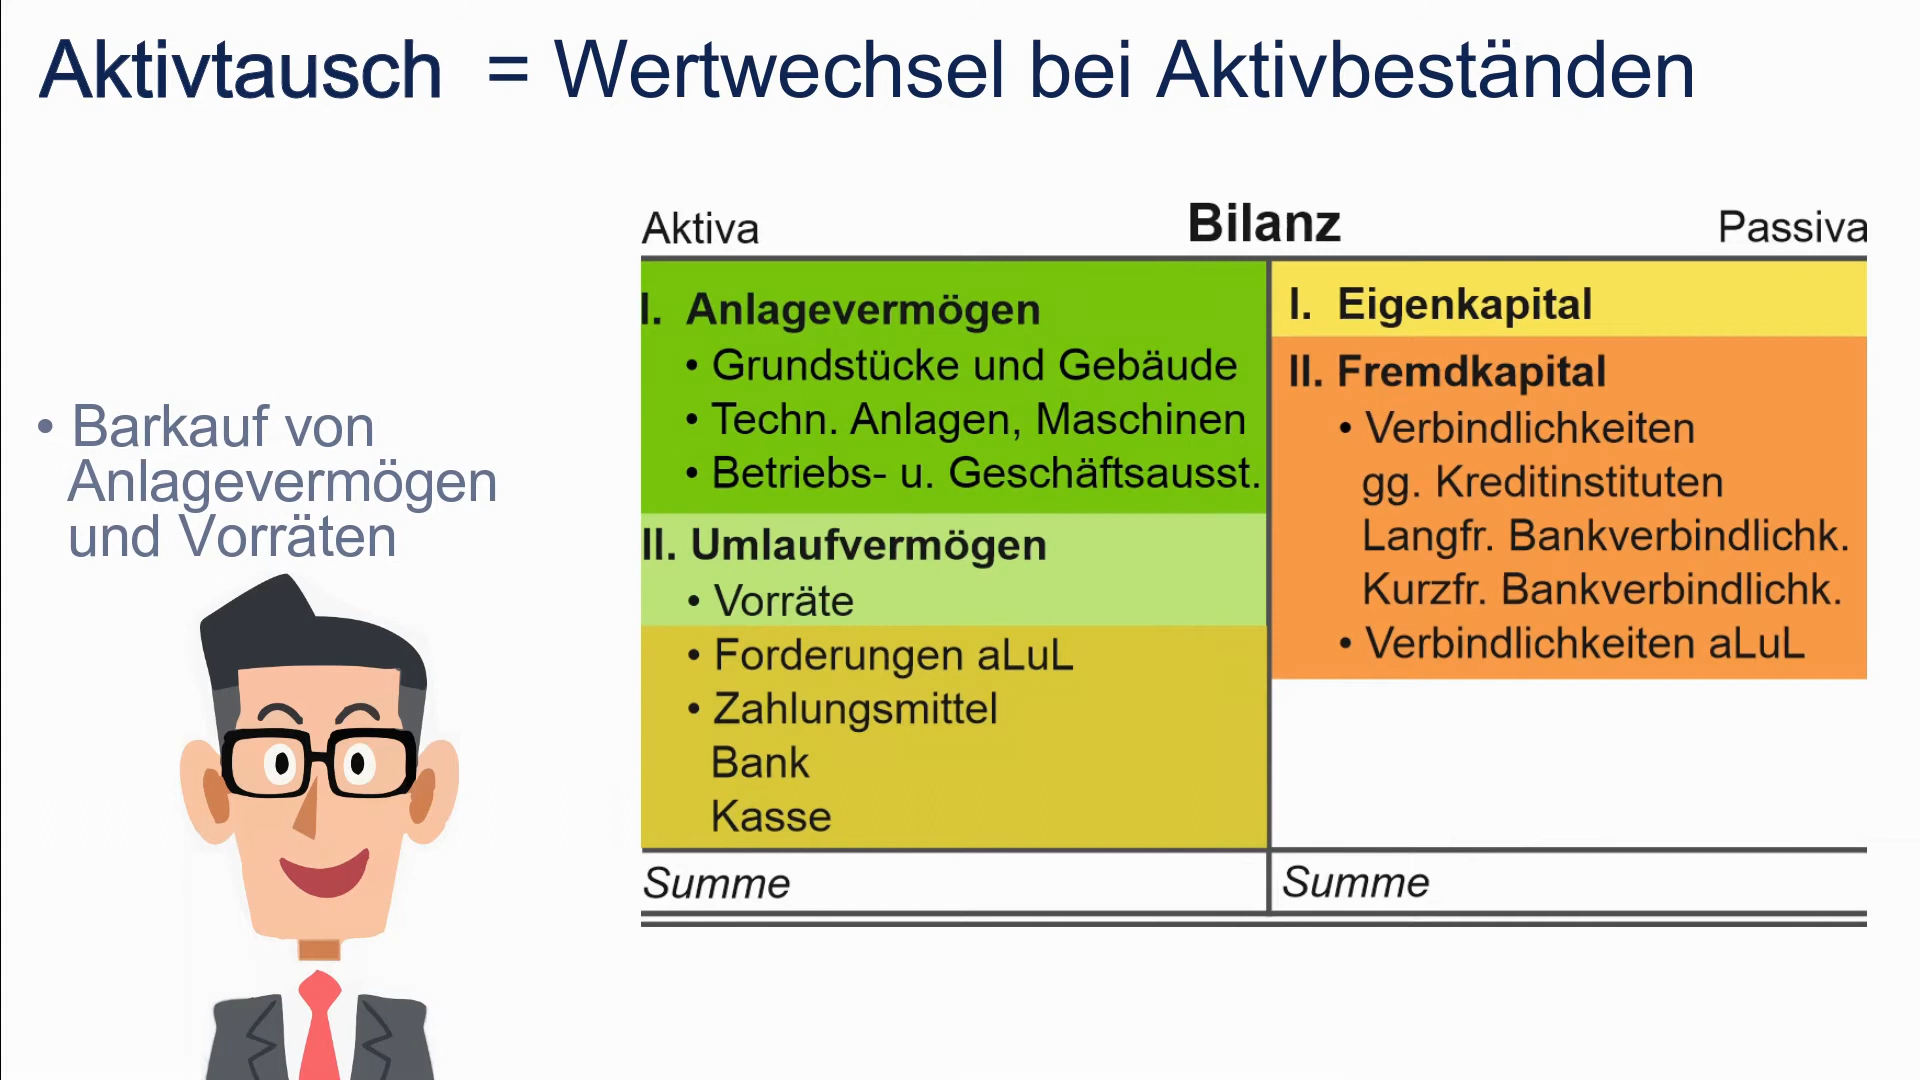 Aktivtausch = Wertwechsel bei Aktivbeständen
• Barkauf von
Anlagevermögen
und Vorräten
Aktiva Bilanz Passiva
I. Anlagevermögen
• Grundstücke und Gebäude
• Techn. Anlagen, Maschinen
• Betriebs- u. Geschäftsausst.
II. Umlaufvermögen
• Vorräte
• Forderungen aLuL
• Zahlungsmittel
Bank
Kasse
Summe
I. Eigenkapital
II. Fremdkapital
• Verbindlichkeiten
gg. Kreditinstituten
Langfr. Bankverbindlichk.
Kurzfr. Bankverbindlichk.
• Verbindlichkeiten aLuL
Summe